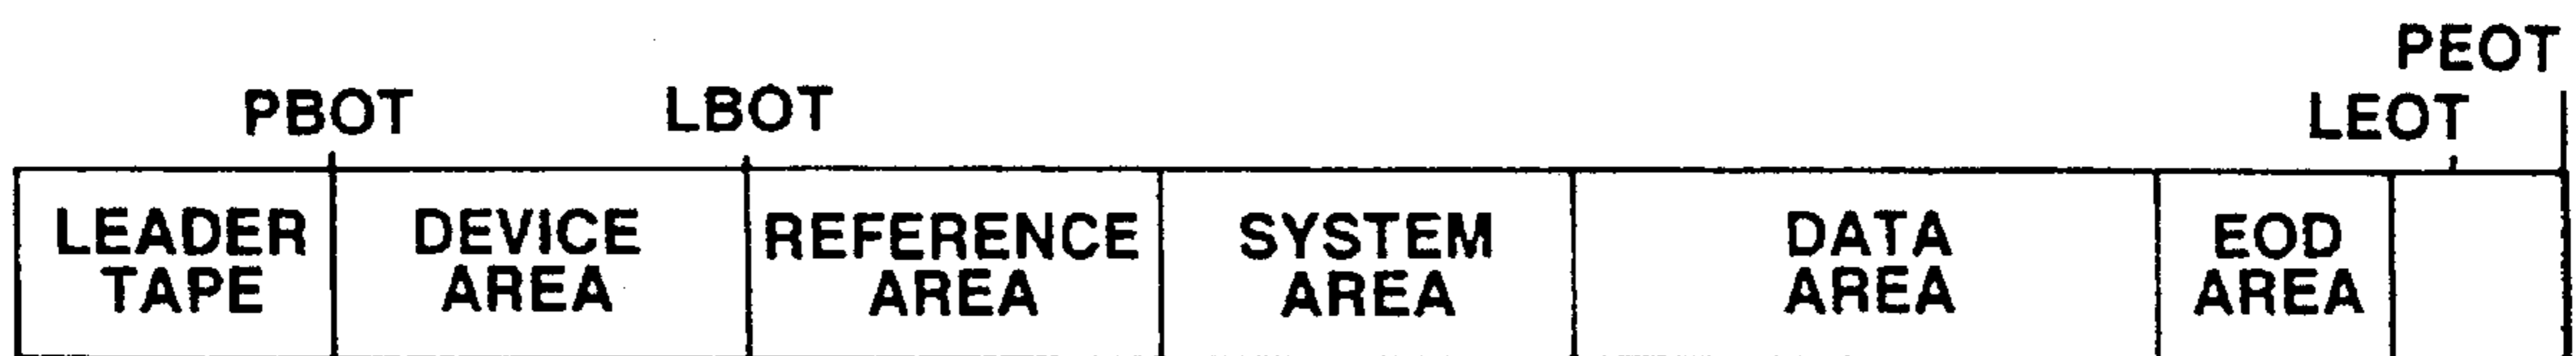 PEOT
PBOT
LBOT
LEOT
LEADER
TAPE
DEVICE
AREA
REFERENCE
AREA
SYSTEM
AREA
DATA
AREA
EOD
AREA